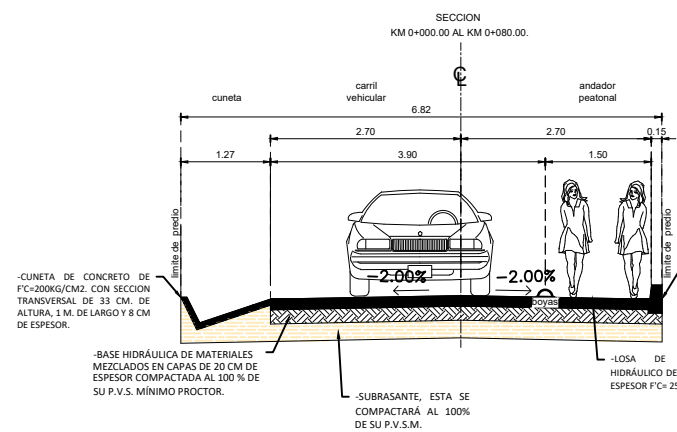 SECCION
KM 0+000.00 AL KM 0+080.00.
℄
cuneta
carril
vehicular
andador
peatonal
6.82
2.70
2.70
0.15
1.27
3.90
1.50
límite de predio
límite de predio
-2.00%
-2.00%
boyas
-CUNETA DE CONCRETO DE
F'C=200KG/CM2. CON SECCION
TRANSVERSAL DE 33 CM. DE
ALTURA, 1 M. DE LARGO Y 8 CM
DE ESPESOR.
-BASE HIDRÁULICA DE MATERIALES
MEZCLADOS EN CAPAS DE 20 CM DE
ESPESOR COMPACTADA AL 100 % DE
SU P.V.S. MÍNIMO PROCTOR.
-SUBRASANTE, ESTA SE
COMPACTARÁ AL 100%
DE SU P.V.S.M.
-LOSA DE
HIDRÁULICO DE
ESPESOR F'C= 25